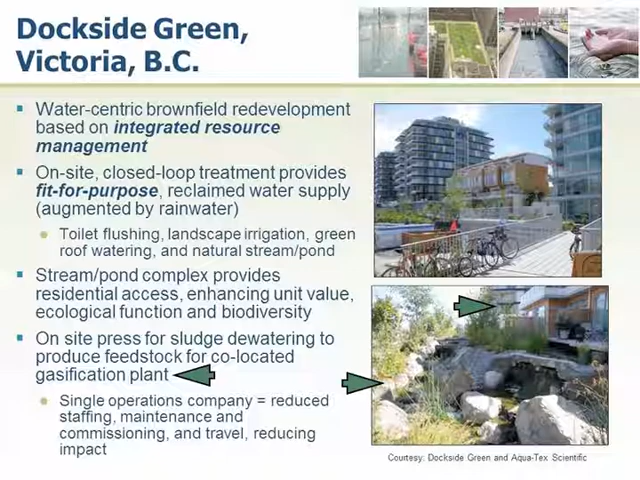 Dockside Green,
Victoria, B.C.
Water-centric brownfield redevelopment
based on integrated resource
management
On-site, closed-loop treatment provides
fit-for-purpose, reclaimed water supply
(augmented by rainwater)
Toilet flushing, landscape irrigation, green
roof watering, and natural stream/pond
Stream/pond complex provides
residential access, enhancing unit value,
ecological function and biodiversity
On site press for sludge dewatering to
produce feedstock for co-located
gasification plant
Single operations company = reduced
staffing, maintenance and
commissioning, and travel, reducing
impact
Courtesy: Dockside Green and Aqua-Tex Scientific